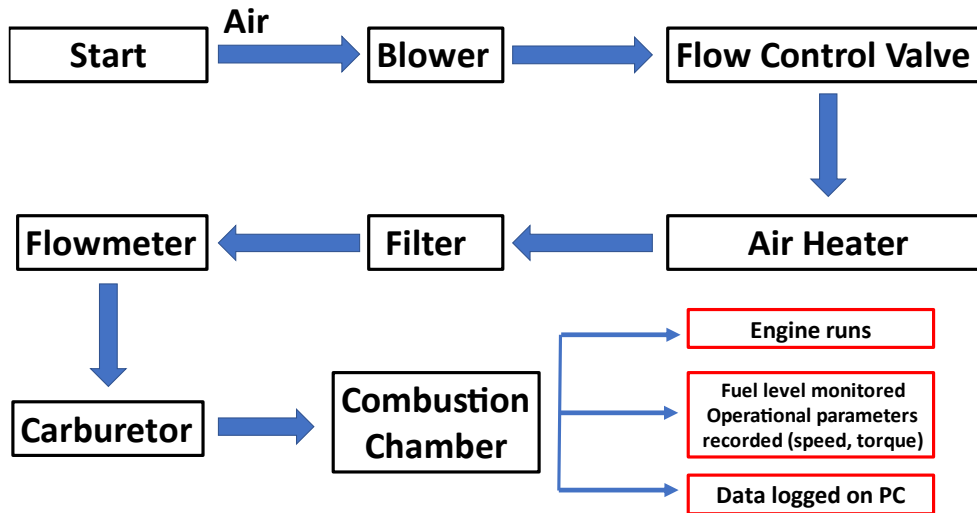 Air
Start
Blower
Flow Control Valve
Flowmeter
Filter
Air Heater
Engine runs
Fuel level monitored
Operational parameters
recorded (speed, torque)
Carburetor
Combustion
Chamber
Data logged on PC